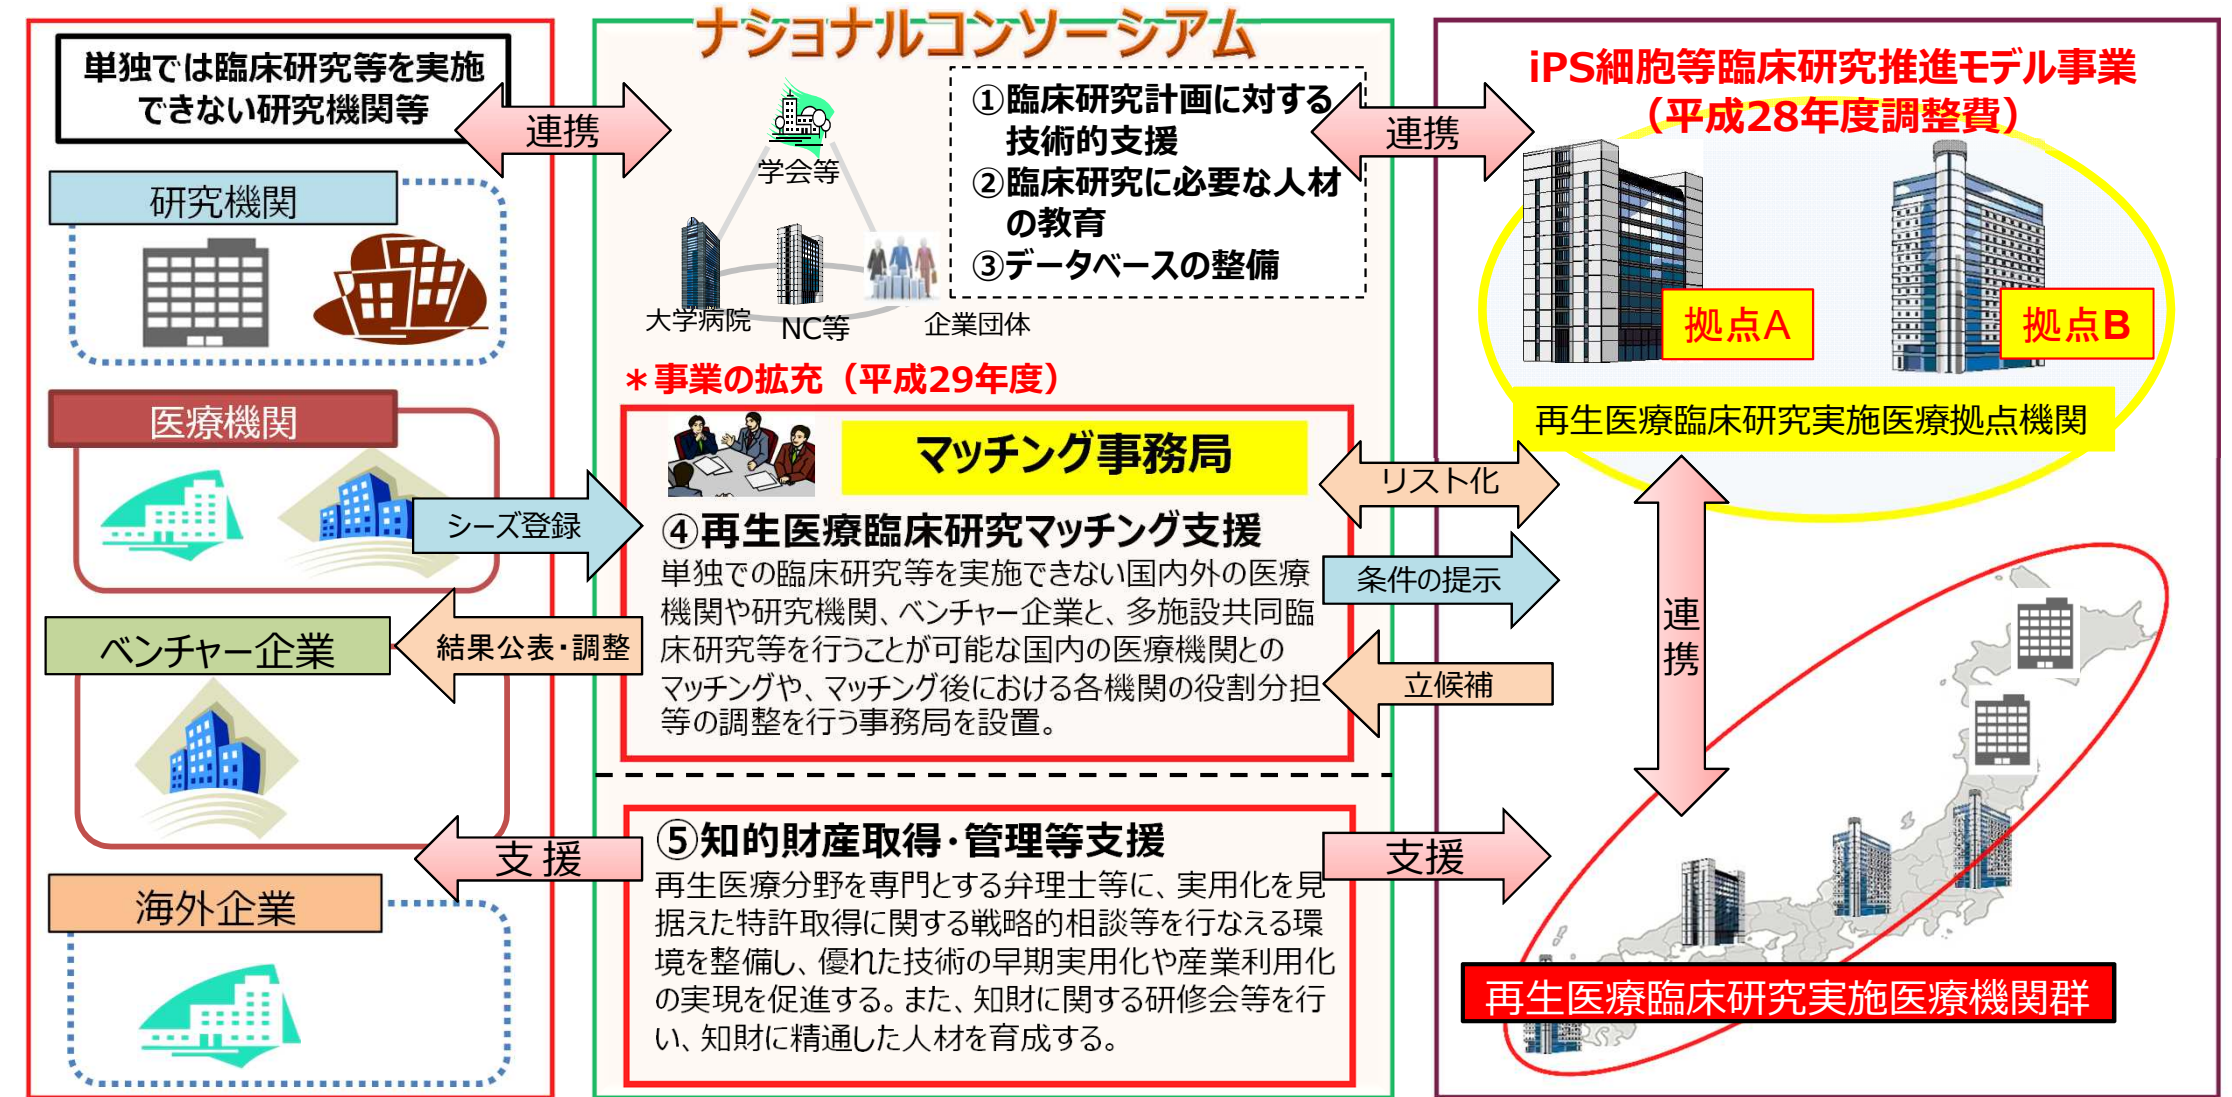 ナショナルコンソーシアム
単独では臨床研究等を実施
できない研究機関等
連携
研究機関
医療機関
シーズ登録
ベンチャー企業
結果公表・調整
支援
海外企業
学会等
大学病院
NC等
企業団体
①臨床研究計画に対する
技術的支援
②臨床研究に必要な人材
の教育
③データベースの整備
連携
＊事業の拡充（平成29年度）
マッチング事務局
④再生医療臨床研究マッチング支援
単独での臨床研究等を実施できない国内外の医療
機関や研究機関、ベンチャー企業と、多施設共同臨
床研究等を行うことが可能な国内の医療機関との
マッチングや、マッチング後における各機関の役割分担
等の調整を行う事務局を設置。
⑤知的財産取得・管理等支援
再生医療分野を専門とする弁理士等に、実用化を見
据えた特許取得に関する戦略的相談等を行なえる環
境を整備し、優れた技術の早期実用化や産業利用化
の実現を促進する。また、知財に関する研修会等を行
い、知財に精通した人材を育成する。
リスト化
条件の提示
立候補
支援
iPS細胞等臨床研究推進モデル事業
（平成28年度調整費）
拠点A
拠点B
再生医療臨床研究実施医療拠点機関
連携
再生医療臨床研究実施医療機関群